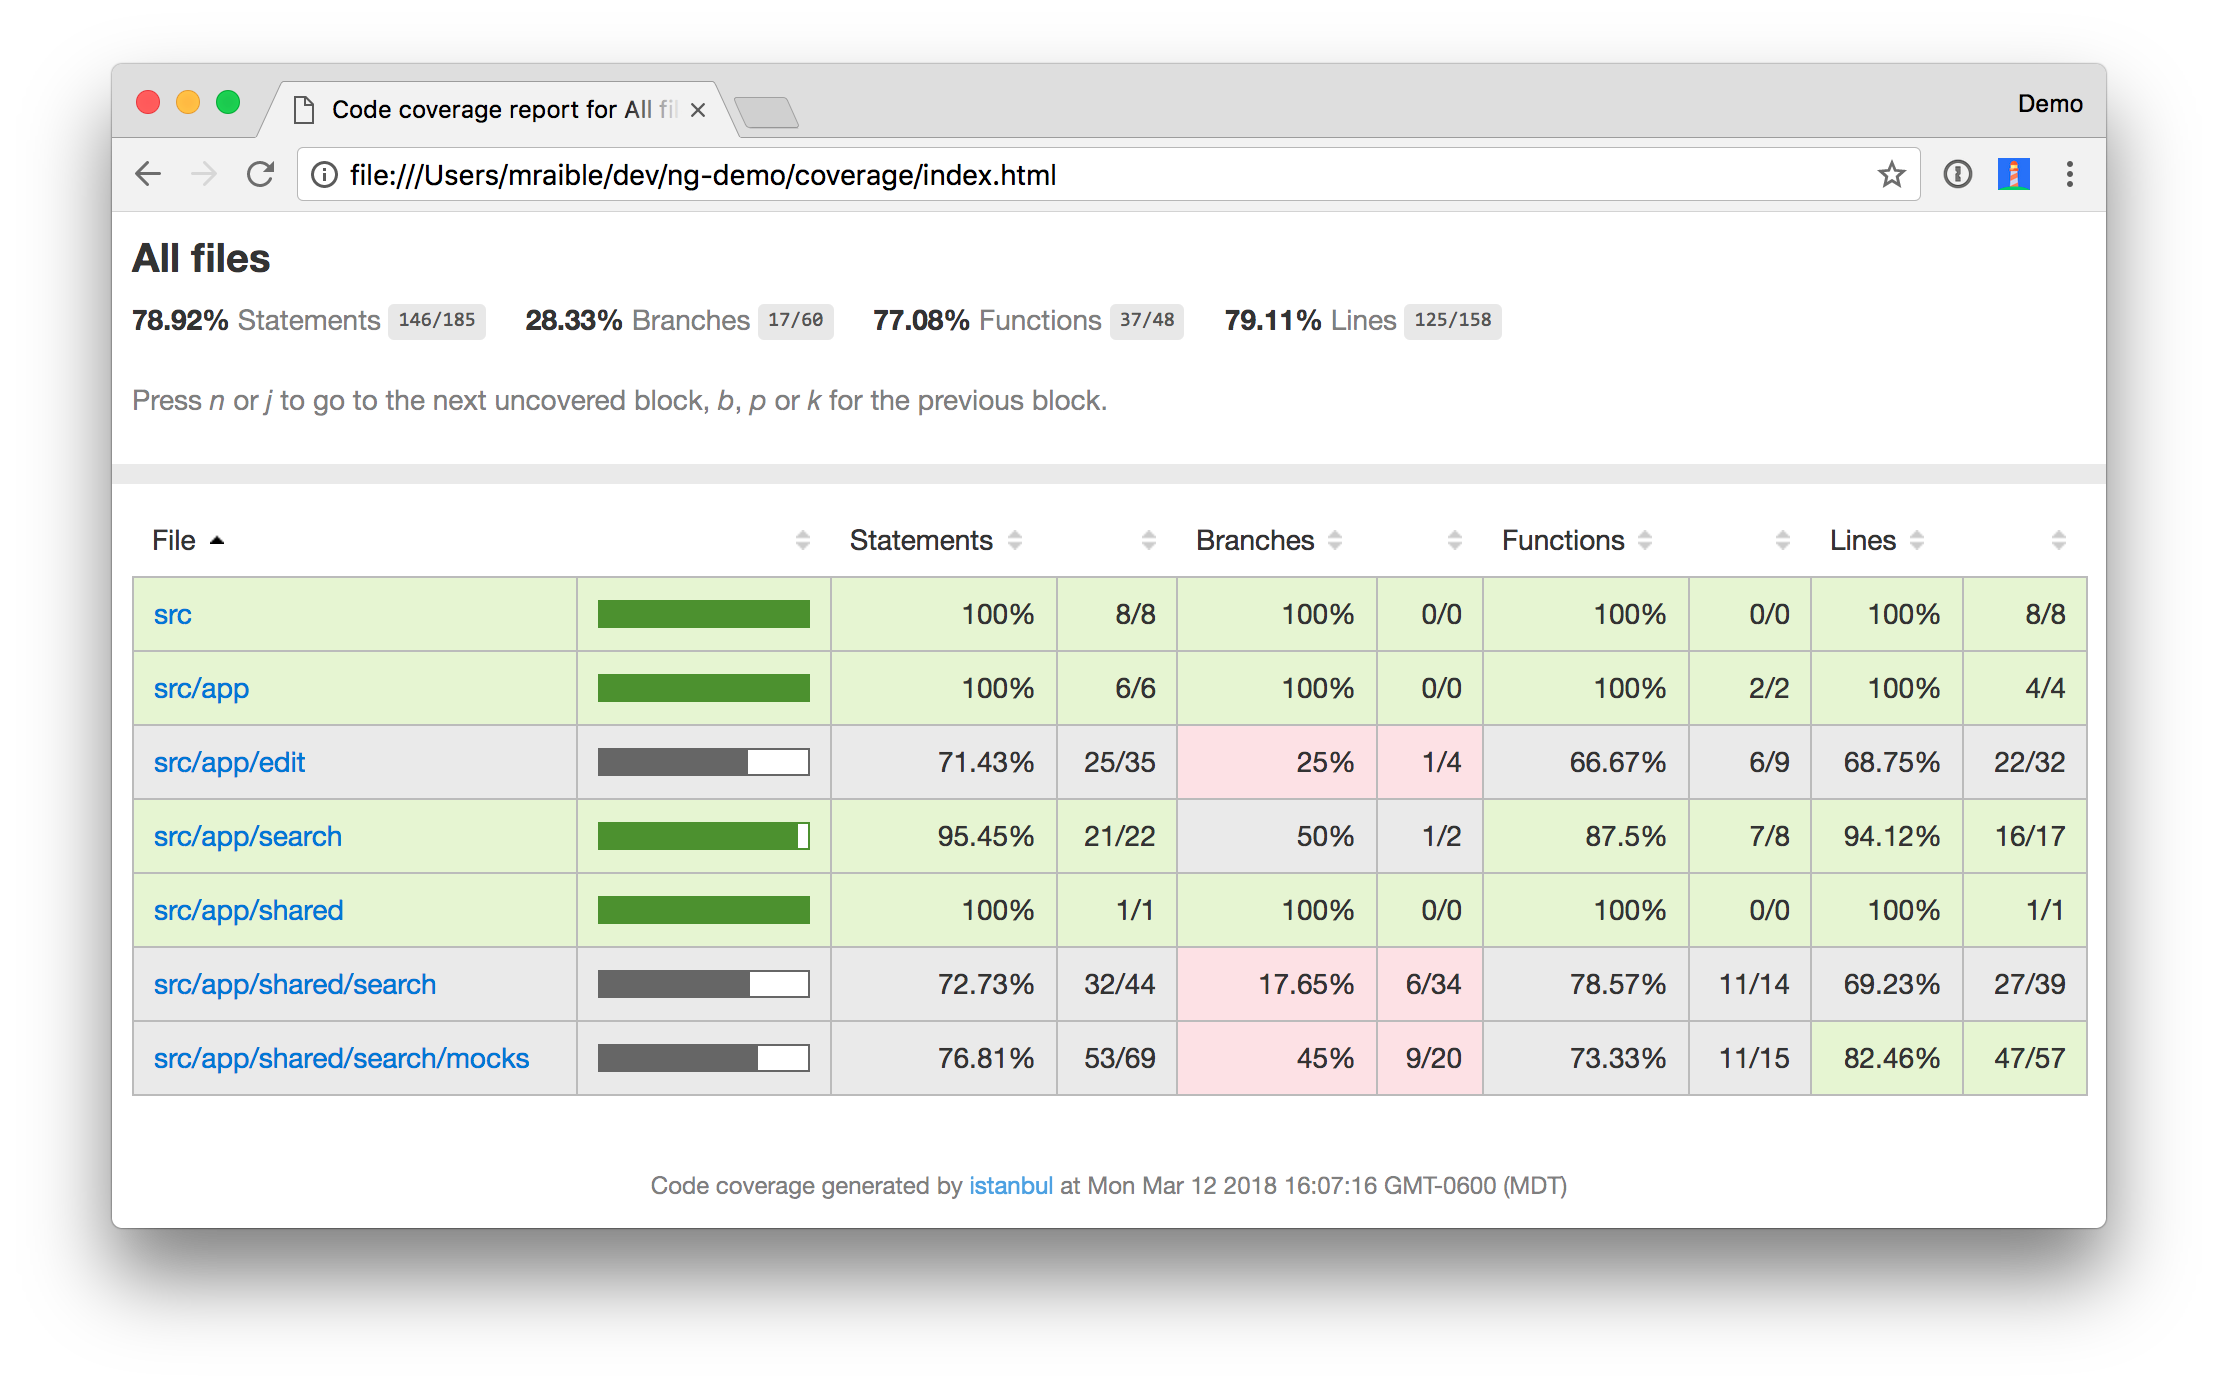 Code coverage report for All fil
Demo
file:///Users/mraible/dev/ng-demo/coverage/index.html
All files
78.92% Statements 146/185 28.33% Branches 17/60 77.08% Functions 37/48 79.11% Lines 125/158
Press n or j to go to the next uncovered block, b, p or k for the previous block.
File Statements Branches Functions Lines
src 100% 8/8 100% 0/0 100% 0/0 100% 8/8
src/app 100% 6/6 100% 0/0 100% 2/2 100% 4/4
src/app/edit 71.43% 25/35 25% 1/4 66.67% 6/9 68.75% 22/32
src/app/search 95.45% 21/22 50% 1/2 87.5% 7/8 94.12% 16/17
src/app/shared 100% 1/1 100% 0/0 100% 0/0 100% 1/1
src/app/shared/search 72.73% 32/44 17.65% 6/34 78.57% 11/14 69.23% 27/39
src/app/shared/search/mocks 76.81% 53/69 45% 9/20 73.33% 11/15 82.46% 47/57
Code coverage generated by istanbul at Mon Mar 12 2018 16:07:16 GMT-0600 (MDT)